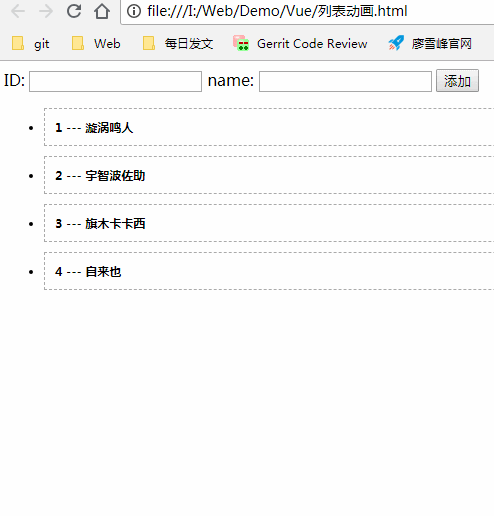 file:///I:/Web/Demo/Vue/列表动画.html
git Web 每日发文 Gerrit Code Review 廖雪峰官网
ID: name: 添加
1 --- 漩涡鸣人
2 --- 宇智波佐助
3 --- 旗木卡卡西
4 --- 自来也